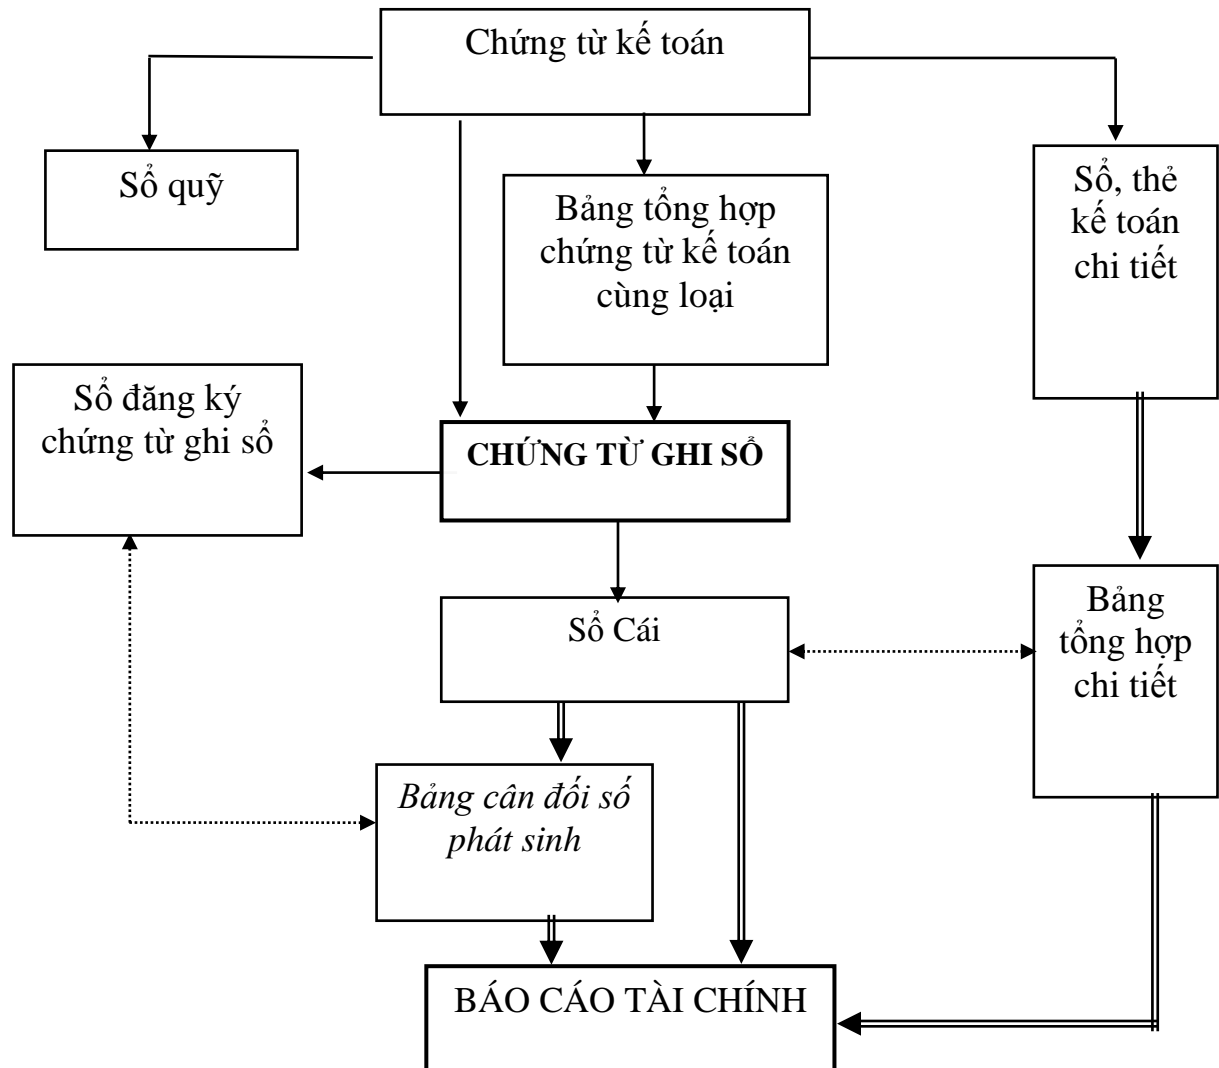 Chứng từ kế toán
Sổ quỹ
Bảng tổng hợp
chứng từ kế toán
cùng loại
Sổ, thẻ
kế toán
chi tiết
Sổ đăng ký
chứng từ ghi sổ
CHỨNG TỪ GHI SỔ
Sổ Cái
Bảng
tổng hợp
chi tiết
Bảng cân đối số
phát sinh
BÁO CÁO TÀI CHÍNH